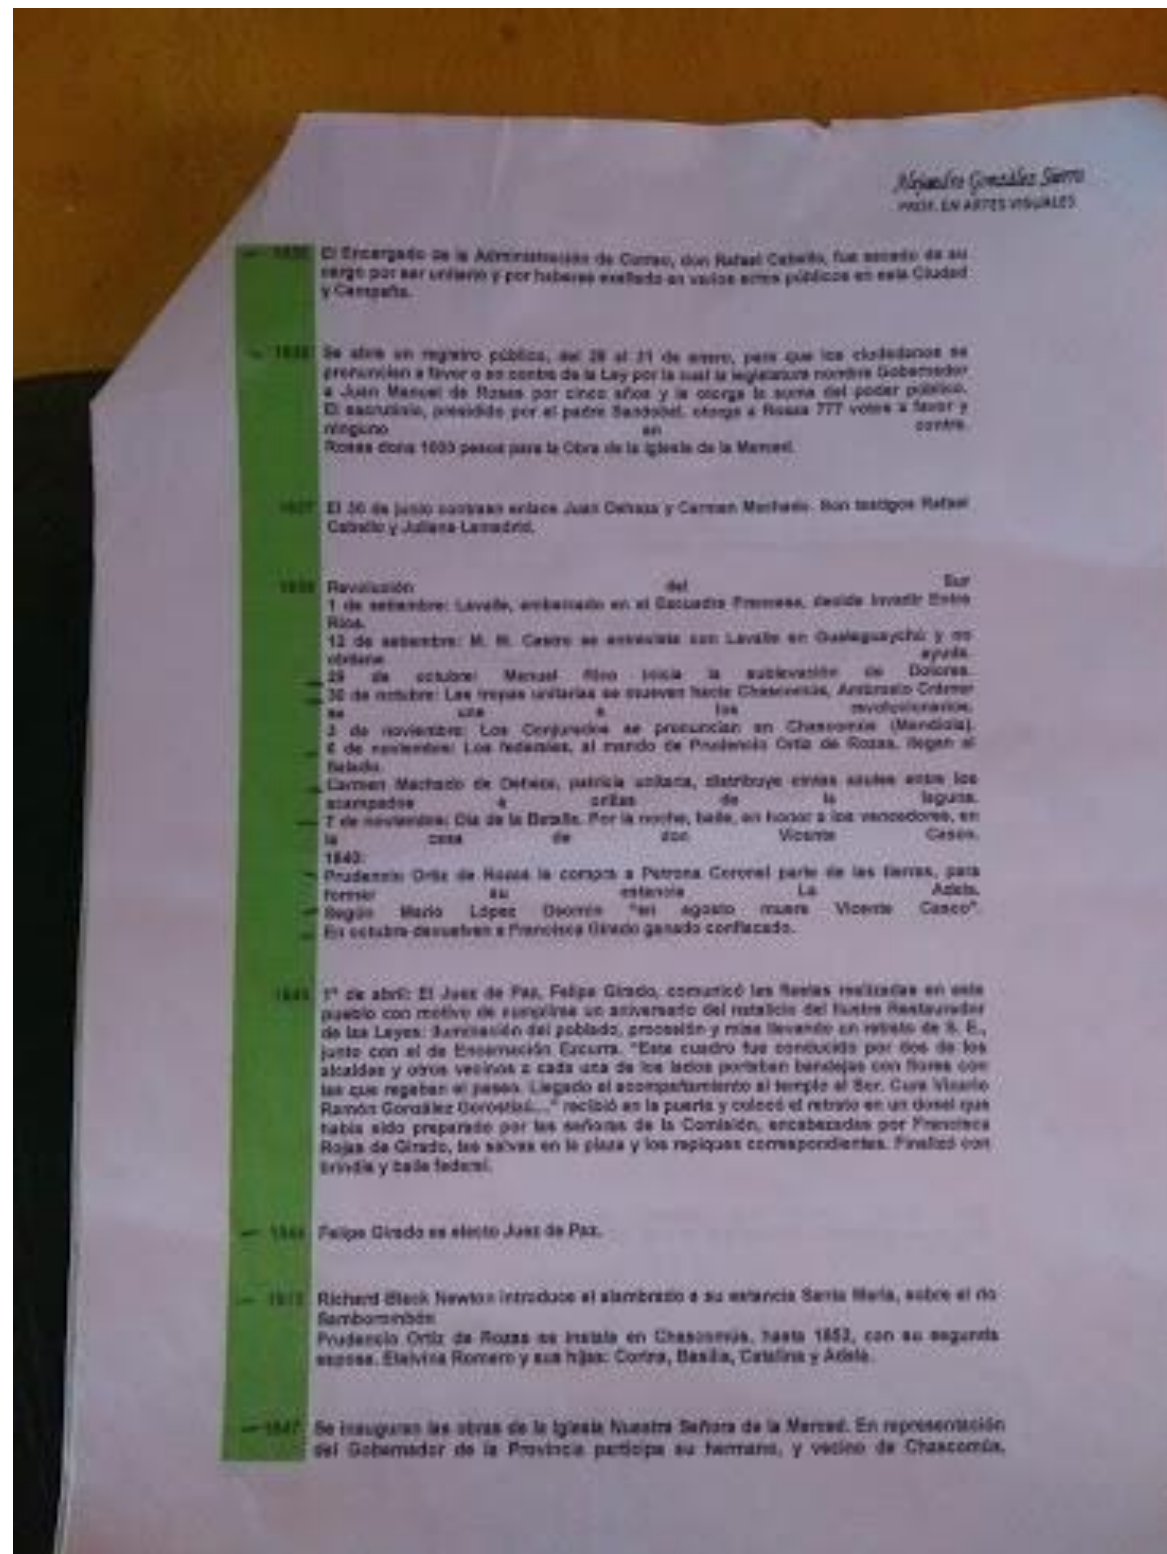 Alejandro González Sierra
PROF. EN ARTES VISUALES
El Encargado de la Administración de Correo, don Rafael Cabello, fue sacado de su
cargo por ser unitario y por haberse exaltado en varios actos públicos en esta Ciudad
y Campaña.
Se abre un registro público, del 28 al 31 de enero, para que los ciudadanos se
pronuncien a favor o en contra de la Ley por la cual la legislatura nombra Gobernador
a Juan Manuel de Rosas por cinco años y le otorga la suma del poder público.
El escrutinio, presidido por el padre Sandobal, otorga a Rosas 777 votos a favor y
ninguno en contra.
Rosas dona 1000 pesos para la Obra de la Iglesia de la Merced.
El 30 de junio contraen enlace Juan Dehesa y Carmen Machado. Son testigos Rafael
Cabello y Juliana Lamadrid.
Revolución del Sur
1 de setiembre: Lavalle, embarcado en el Escuadra Francesa, decide invadir Entre
Ríos.
12 de setiembre: M. M. Castro se entrevista con Lavalle en Gualeguaychú y no
obtiene ayuda.
29 de octubre: Manuel Rico inicia la sublevación de Dolores.
30 de octubre: Las tropas unitarias se mueven hacia Chascomús, Ambrosio Crámer
se une a los revolucionarios.
3 de noviembre: Los Conjurados se pronuncian en Chascomús (Mendiola).
6 de noviembre: Los federales, al mando de Prudencio Ortiz de Rozas, llegan al
Salado.
Carmen Machado de Dehesa, patricia unitaria, distribuye cintas azules entre los
acampados a orillas de la laguna.
7 de noviembre: Día de la Batalla. Por la noche, baile, en honor a los vencedores, en
la casa de don Vicente Casco.
1840:
Prudencio Ortiz de Rozas le compra a Petrona Coronel parte de las tierras, para
formar su estancia La Adela.
Según Mario López Osornio "en agosto muere Vicente Casco".
En octubre devuelven a Francisca Girado ganado confiscado.
1° de abril: El Juez de Paz, Felipe Girado, comunicó las fiestas realizadas en este
pueblo con motivo de cumplirse un aniversario del natalicio del Ilustre Restaurador
de las Leyes: iluminación del poblado, procesión y misa llevando un retrato de S. E.,
junto con el de Encarnación Ezcurra. "Este cuadro fue conducido por dos de los
alcaldes y otros vecinos a cada una de los lados portaban bandejas con flores con
las que regaban el paseo. Llegado el acompañamiento al templo el Ser. Cura Vicario
Ramón González Gorostizú..." recibió en la puerta y colocó el retrato en un dosel que
había sido preparado por las señoras de la Comisión, encabezadas por Francisca
Rojas de Girado, las salvas en la plaza y los repiques correspondientes. Finalizó con
brindis y baile federal.
Felipe Girado es electo Juez de Paz.
Richard Black Newton introduce el alambrado a su estancia Santa María, sobre el río
Samborombón
Prudencio Ortiz de Rozas se instala en Chascomús, hasta 1852, con su segunda
esposa, Etelvina Romero y sus hijas: Corina, Basilia, Catalina y Adela.
1847 Se inauguran las obras de la Iglesia Nuestra Señora de la Merced. En representación
del Gobernador de la Provincia participa su hermano, y vecino de Chascomús,